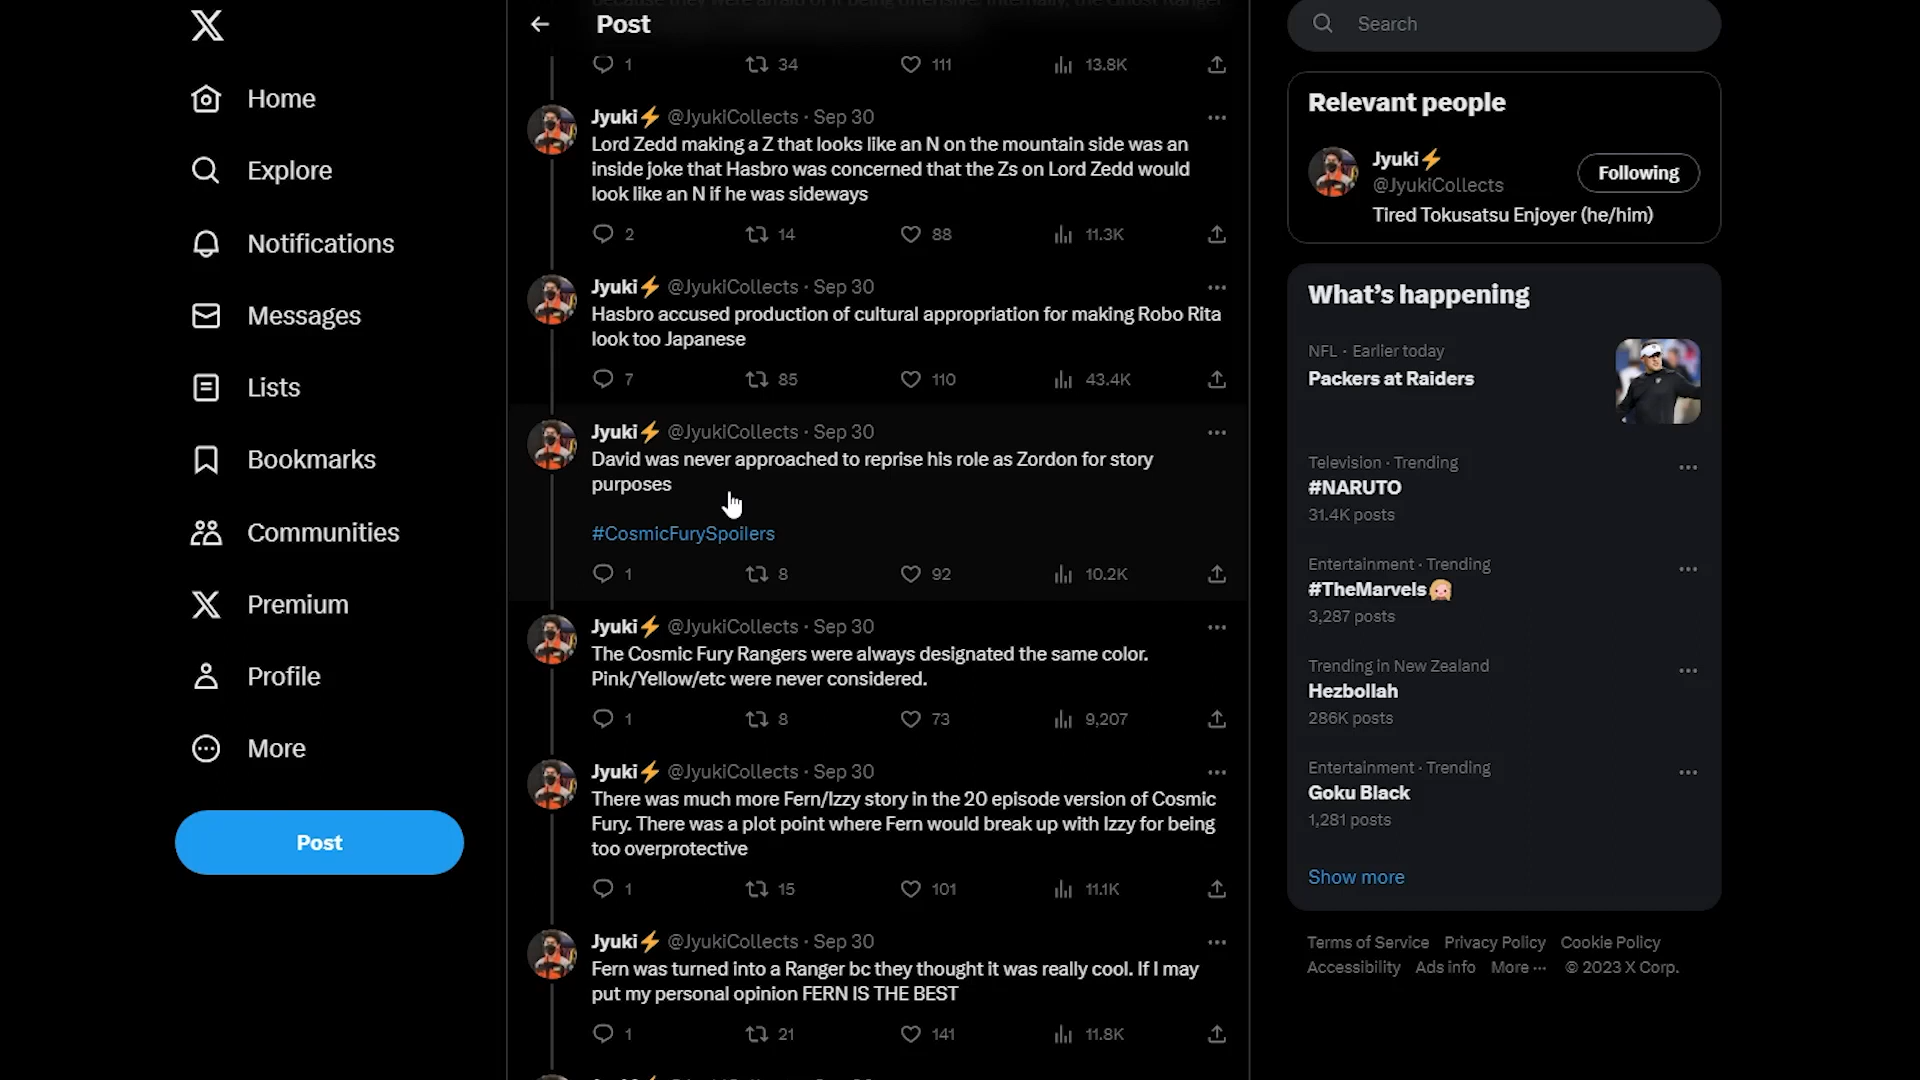 Home
Explore
Notifications
Messages
Lists
Bookmarks
Communities
Premium
Profile
More
Post
Post
1 34 111 13.8K
Jyuki⚡ @JyukiCollects · Sep 30
Lord Zedd making a Z that looks like an N on the mountain side was an
inside joke that Hasbro was concerned that the Zs on Lord Zedd would
look like an N if he was sideways
2 14 88 11.3K
Jyuki⚡ @JyukiCollects · Sep 30
Hasbro accused production of cultural appropriation for making Robo Rita
look too Japanese
7 85 110 43.4K
Jyuki⚡ @JyukiCollects · Sep 30
David was never approached to reprise his role as Zordon for story
purposes
#CosmicFurySpoilers
1 8 92 10.2K
Jyuki⚡ @JyukiCollects · Sep 30
The Cosmic Fury Rangers were always designated the same color.
Pink/Yellow/etc were never considered.
1 8 73 9,207
Jyuki⚡ @JyukiCollects · Sep 30
There was much more Fern/Izzy story in the 20 episode version of Cosmic
Fury. There was a plot point where Fern would break up with Izzy for being
too overprotective
1 15 101 11.1K
Jyuki⚡ @JyukiCollects · Sep 30
Fern was turned into a Ranger bc they thought it was really cool. If I may
put my personal opinion FERN IS THE BEST
1 21 141 11.8K
Search
Relevant people
Jyuki⚡
@JyukiCollects
Following
Tired Tokusatsu Enjoyer (he/him)
What's happening
NFL · Earlier today
Packers at Raiders
Television · Trending
#NARUTO
31.4K posts
Entertainment · Trending
#TheMarvels
3,287 posts
Trending in New Zealand
Hezbollah
286K posts
Entertainment · Trending
Goku Black
1,281 posts
Show more
Terms of Service Privacy Policy Cookie Policy
Accessibility Ads info More ··· © 2023 X Corp.